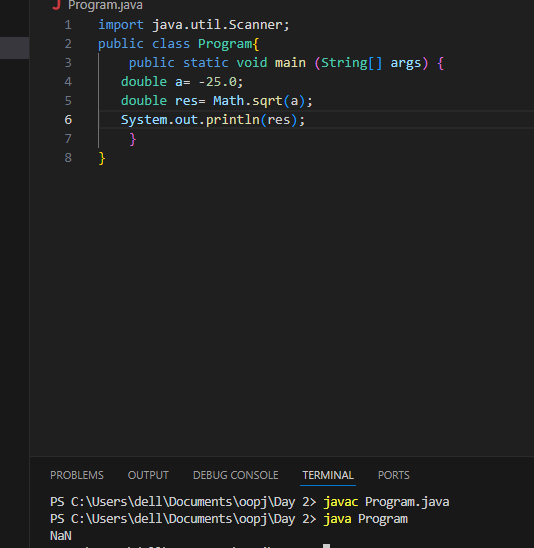 Program.java
1 import java.util.Scanner;
2 public class Program{
3 public static void main (String[] args) {
4 double a= -25.0;
5 double res= Math.sqrt(a);
6 System.out.println(res);
7 }
8 }
PROBLEMS OUTPUT DEBUG CONSOLE TERMINAL PORTS
PS C:\Users\dell\Documents\oopj\Day 2> javac Program.java
PS C:\Users\dell\Documents\oopj\Day 2> java Program
NaN